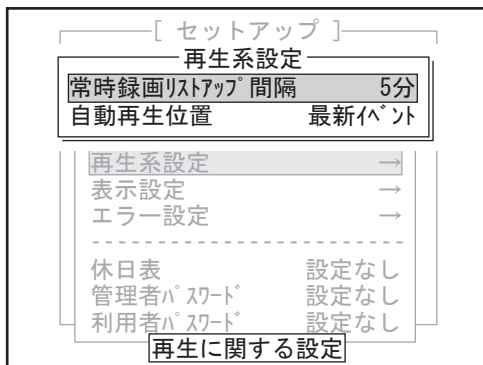 [ セットアップ ]
再生系設定
常時録画ﾘｽﾄｱｯﾌﾟ間隔 5分
自動再生位置 最新ｲﾍﾞﾝﾄ
再生系設定 →
表示設定 →
エラー設定 →
------------------------
休日表 設定なし
管理者ﾊﾟｽﾜｰﾄﾞ 設定なし
利用者ﾊﾟｽﾜｰﾄﾞ 設定なし
再生に関する設定